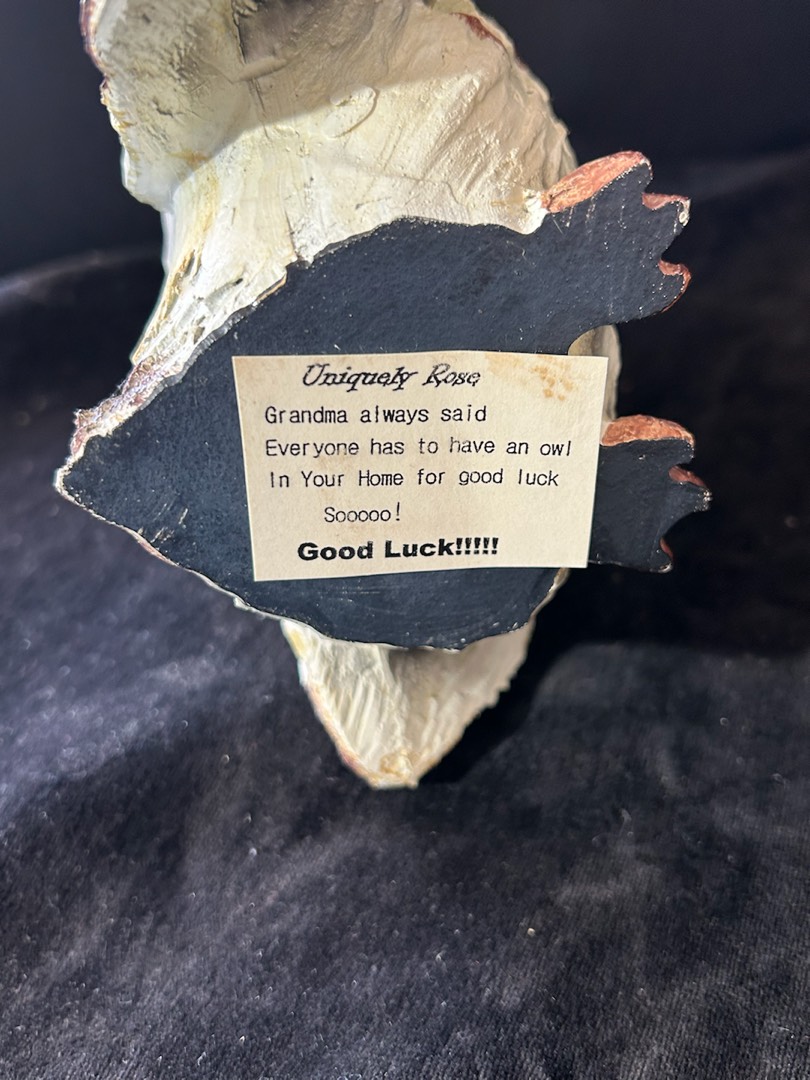 Uniquely Rose
Grandma always said
Everyone has to have an owl
In Your Home for good luck
Sooooo!
Good Luck!!!!!